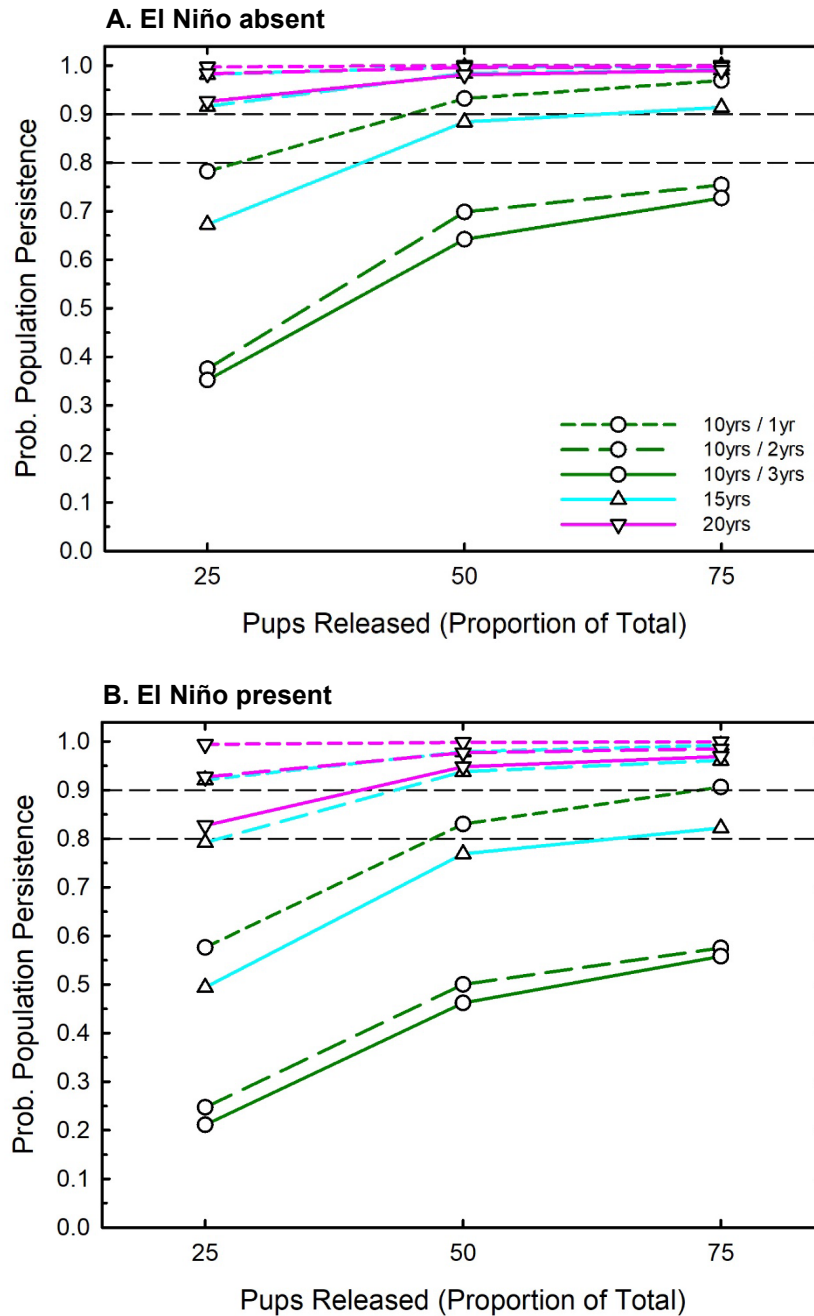 A. El Niño absent
1.0
0.9
0.8
0.7
0.6
0.5
0.4
0.3
0.2
0.1
0.0
Prob. Population Persistence
10yrs / 1yr
10yrs / 2yrs
10yrs / 3yrs
15yrs
20yrs
25 50 75
Pups Released (Proportion of Total)
B. El Niño present
1.0
0.9
0.8
0.7
0.6
0.5
0.4
0.3
0.2
0.1
0.0
Prob. Population Persistence
25 50 75
Pups Released (Proportion of Total)